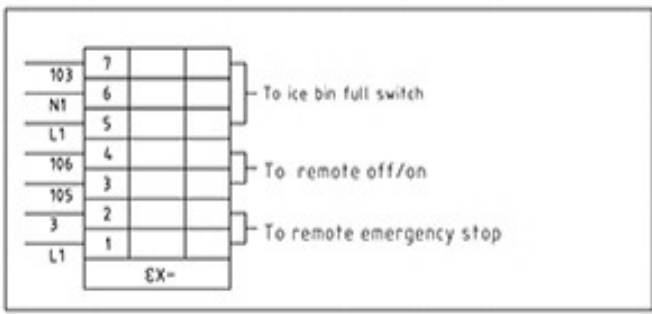 103 7
N1 6 To ice bin full switch
L1 5
106 4
105 3 To remote off/on
3 2
L1 1 To remote emergency stop
-X3